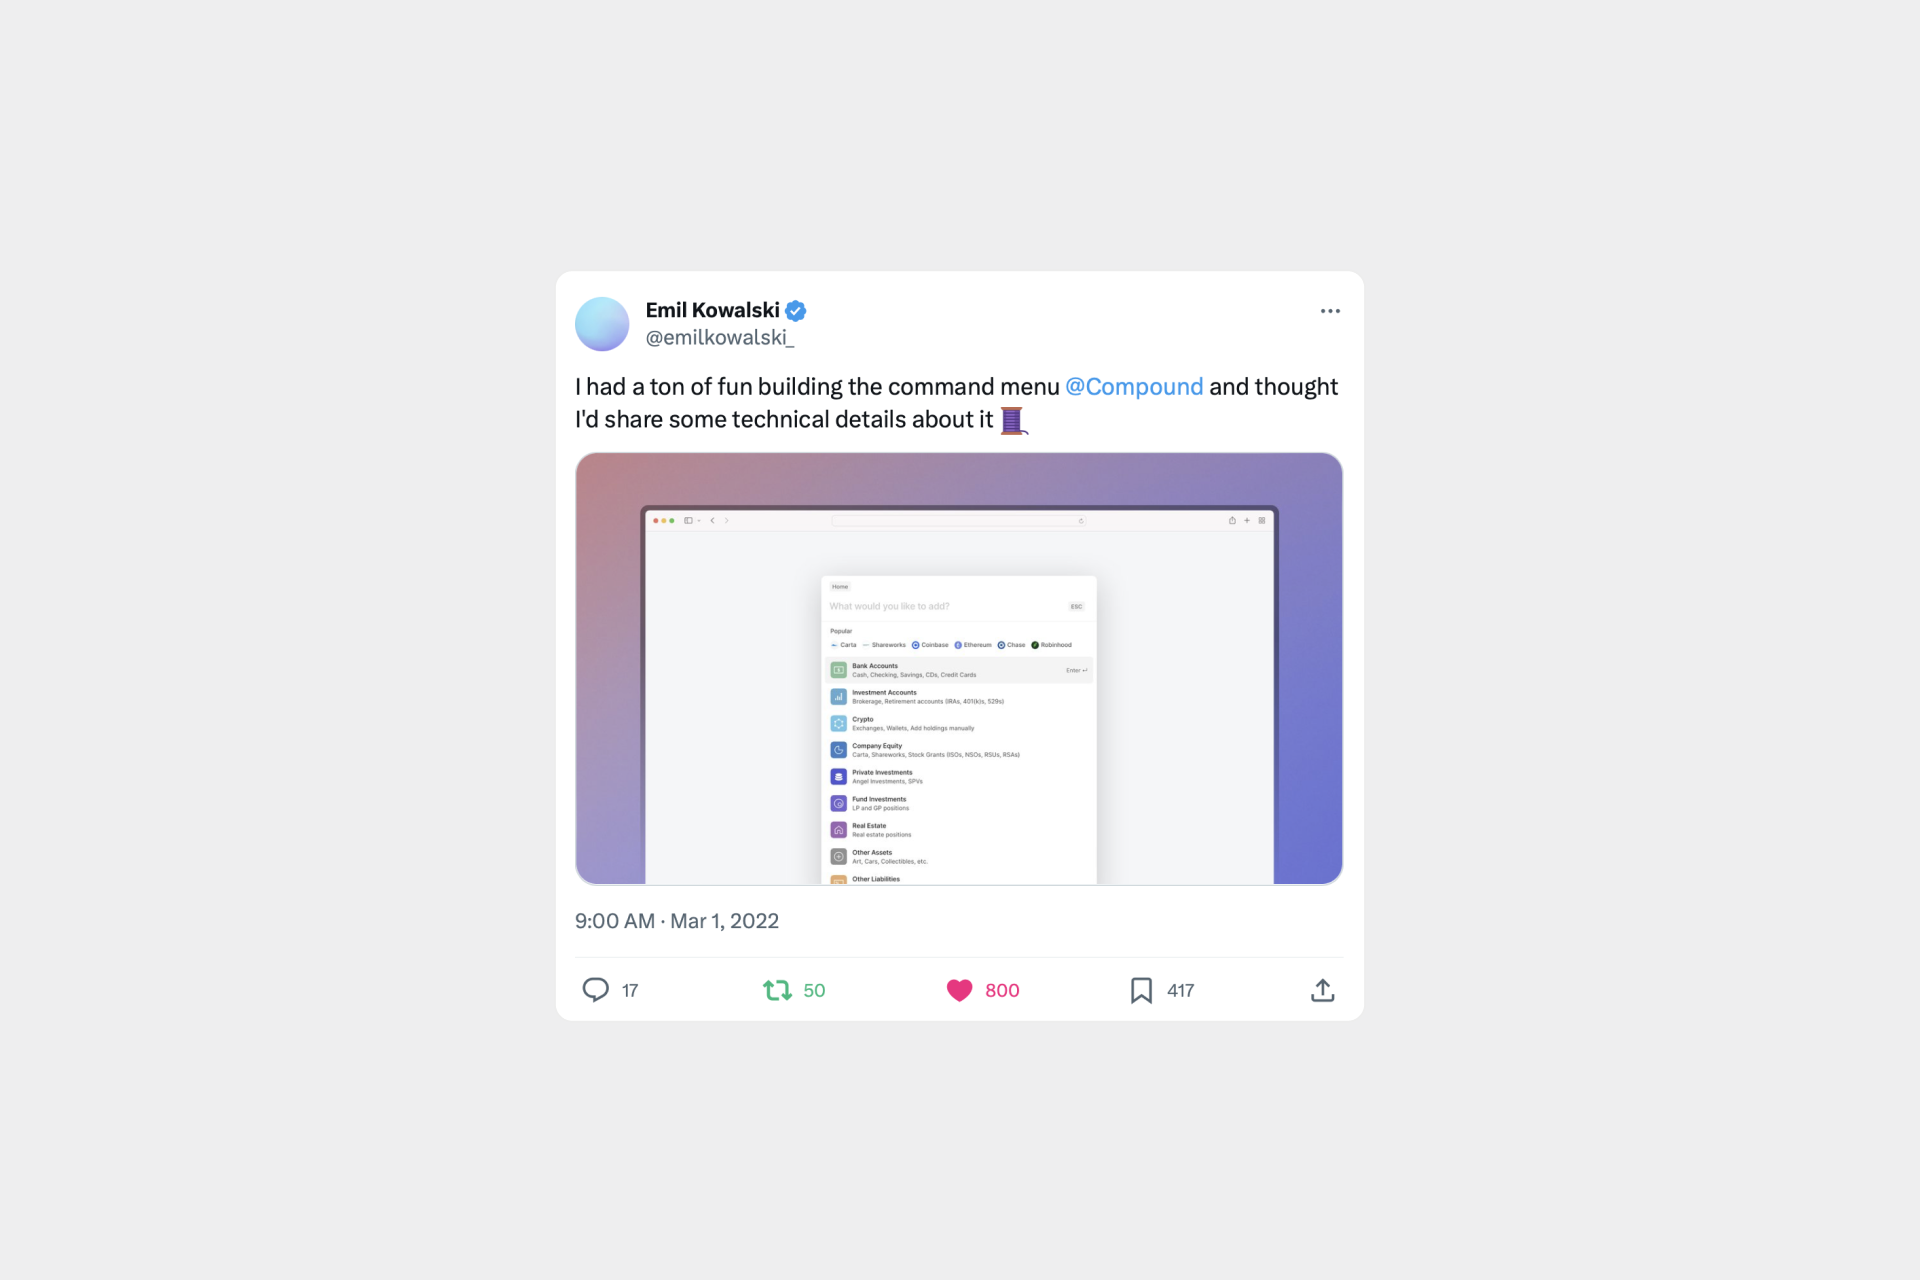 Emil Kowalski
@emilkowalski_
I had a ton of fun building the command menu @Compound and thought
I'd share some technical details about it 🧵
Home
What would you like to add?
ESC
Popular
Carta Shareworks Coinbase Ethereum Chase Robinhood
Bank Accounts
Cash, Checking, Savings, CDs, Credit Cards
Enter ↵
Investment Accounts
Brokerage, Retirement accounts (IRAs, 401(k)s, 529s)
Crypto
Exchanges, Wallets, Add holdings manually
Company Equity
Carta, Shareworks, Stock Grants (ISOs, NSOs, RSUs, RSAs)
Private Investments
Angel Investments, SPVs
Fund Investments
LP and GP positions
Real Estate
Real estate positions
Other Assets
Art, Cars, Collectibles, etc.
Other Liabilities
9:00 AM · Mar 1, 2022
17 50 800 417